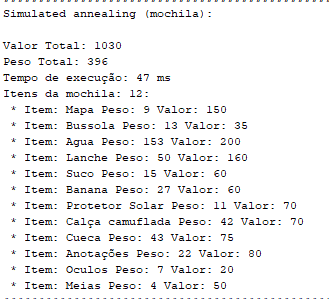 Simulated annealing (mochila):
Valor Total: 1030
Peso Total: 396
Tempo de execução: 47 ms
Itens da mochila: 12:
* Item: Mapa Peso: 9 Valor: 150
* Item: Bussola Peso: 13 Valor: 35
* Item: Agua Peso: 153 Valor: 200
* Item: Lanche Peso: 50 Valor: 160
* Item: Suco Peso: 15 Valor: 60
* Item: Banana Peso: 27 Valor: 60
* Item: Protetor Solar Peso: 11 Valor: 70
* Item: Calça camuflada Peso: 42 Valor: 70
* Item: Cueca Peso: 43 Valor: 75
* Item: Anotações Peso: 22 Valor: 80
* Item: Oculos Peso: 7 Valor: 20
* Item: Meias Peso: 4 Valor: 50